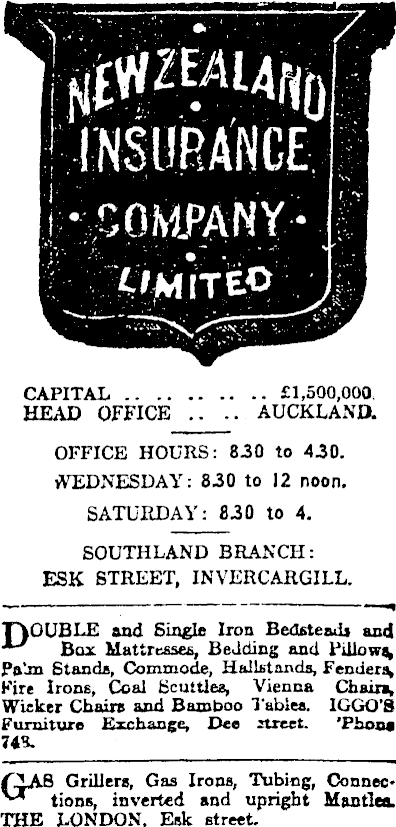 NEW ZEALAND
INSURANCE
COMPANY
LIMITED
CAPITAL .. .. .. .. .. £1,500,000.
HEAD OFFICE .. .. AUCKLAND.
OFFICE HOURS: 8.30 to 4.30.
WEDNESDAY: 8.30 to 12 noon.
SATURDAY: 8.30 to 4.
SOUTHLAND BRANCH:
ESK STREET, INVERCARGILL.
DOUBLE and Single Iron Bedsteads and
Box Mattresses, Bedding and Pillows,
Palm Stands, Commode, Hallstands, Fenders,
Fire Irons, Coal Scuttles, Vienna Chairs,
Wicker Chairs and Bamboo Tables. IGGO'S
Furniture Exchange, Dee street. 'Phone
748.
GAS Grillers, Gas Irons, Tubing, Connec-
tions, inverted and upright Mantles.
THE LONDON, Esk street.